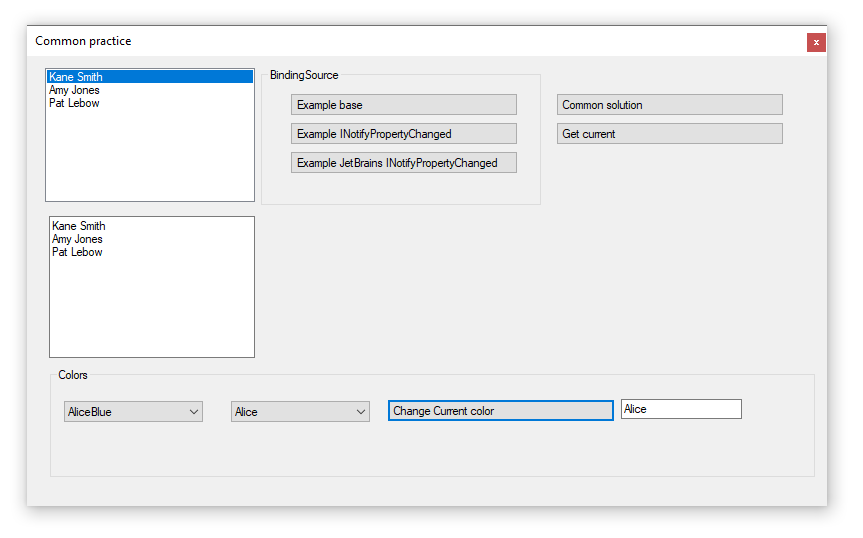 Common practice
x
Kane Smith
Amy Jones
Pat Lebow
BindingSource
Example base
Example INotifyPropertyChanged
Example JetBrains INotifyPropertyChanged
Common solution
Get current
Kane Smith
Amy Jones
Pat Lebow
Colors
AliceBlue
Alice
Change Current color
Alice